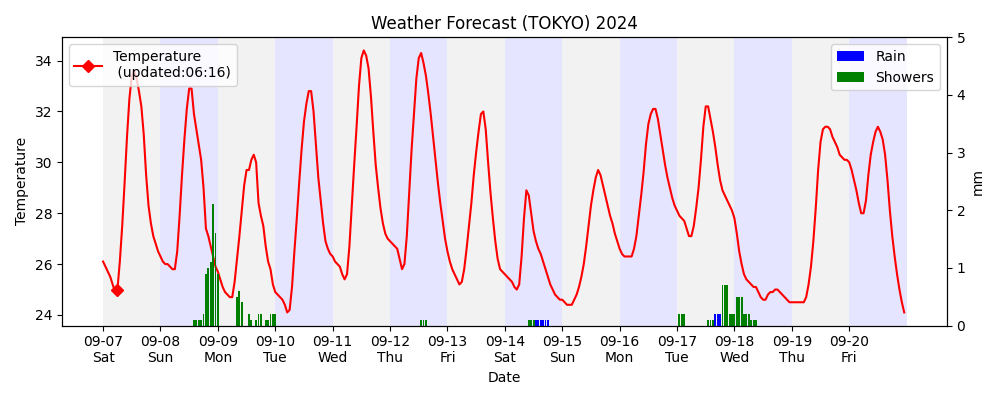 Weather Forecast (TOKYO) 2024
Temperature
(updated:06:16)
Rain
Showers
Temperature
34
32
30
28
26
24
5
4
3
2
1
0
mm
09-07 09-08 09-09 09-10 09-11 09-12 09-13 09-14 09-15 09-16 09-17 09-18 09-19 09-20
Sat Sun Mon Tue Wed Thu Fri Sat Sun Mon Tue Wed Thu Fri
Date